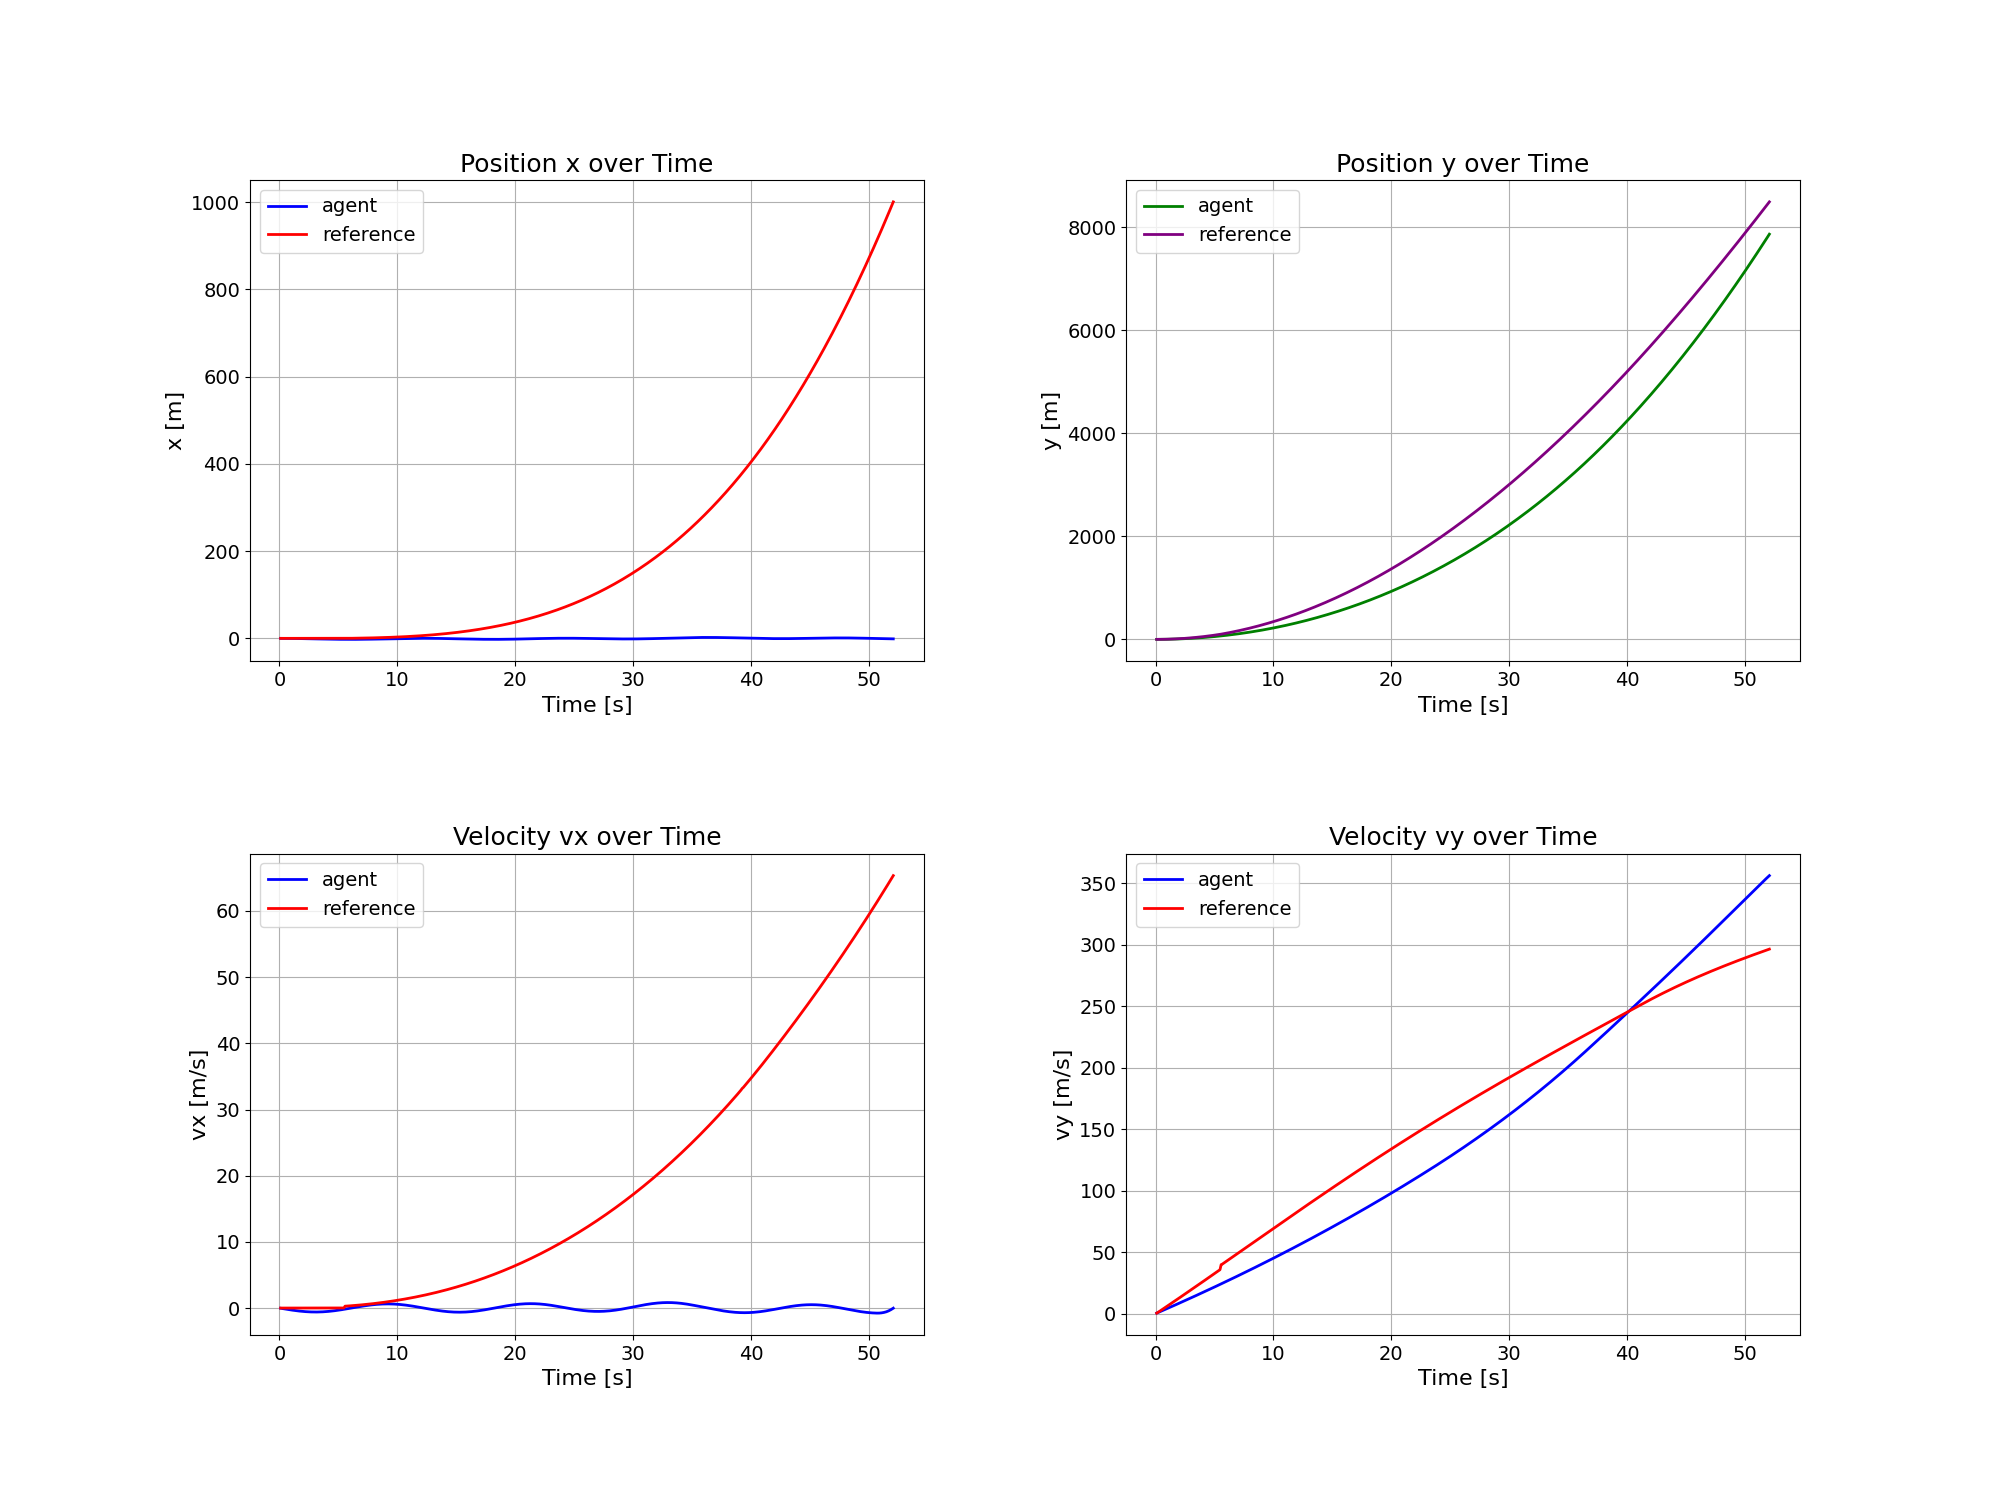 Position x over Time
agent
reference
1000
800
600
400
200
0
x [m]
0 10 20 30 40 50
Time [s]
Position y over Time
agent
reference
8000
6000
4000
2000
0
y [m]
0 10 20 30 40 50
Time [s]
Velocity vx over Time
agent
reference
60
50
40
30
20
10
0
vx [m/s]
0 10 20 30 40 50
Time [s]
Velocity vy over Time
agent
reference
350
300
250
200
150
100
50
0
vy [m/s]
0 10 20 30 40 50
Time [s]